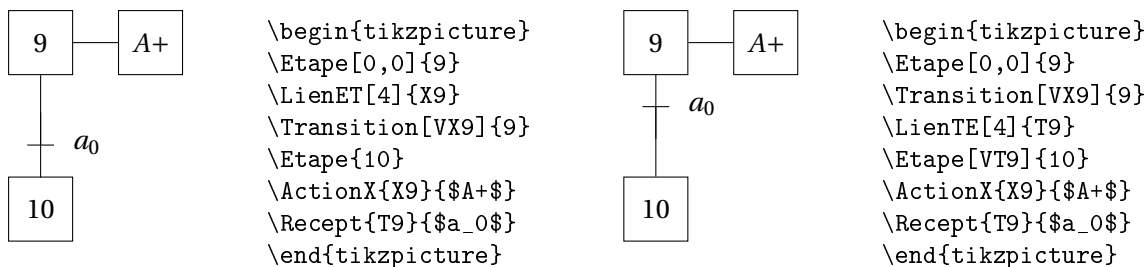 9
A+
a0
10
\begin{tikzpicture}
\Etape[0,0]{9}
\LienET[4]{X9}
\Transition[VX9]{9}
\Etape{10}
\ActionX{X9}{$A+$}
\Recept{T9}{$a_0$}
\end{tikzpicture}
9
A+
a0
10
\begin{tikzpicture}
\Etape[0,0]{9}
\Transition[VX9]{9}
\LienTE[4]{T9}
\Etape[VT9]{10}
\ActionX{X9}{$A+$}
\Recept{T9}{$a_0$}
\end{tikzpicture}